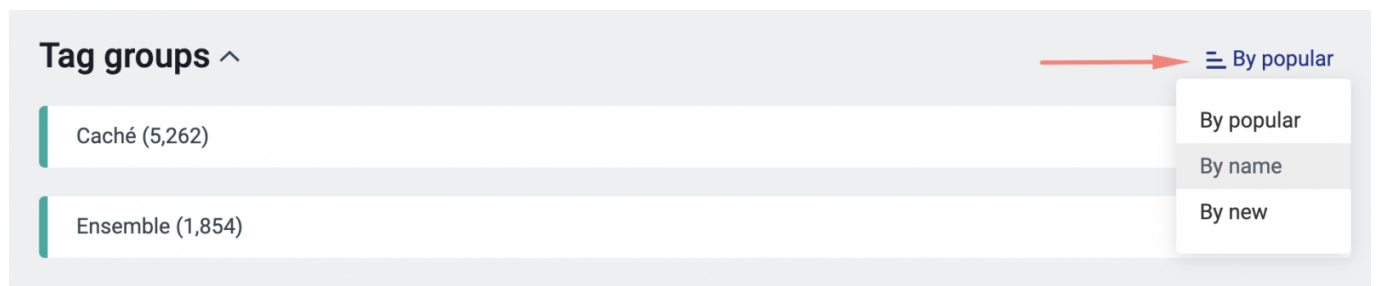 Tag groups
By popular
By popular
Caché (5,262)
By name
By new
Ensemble (1,854)